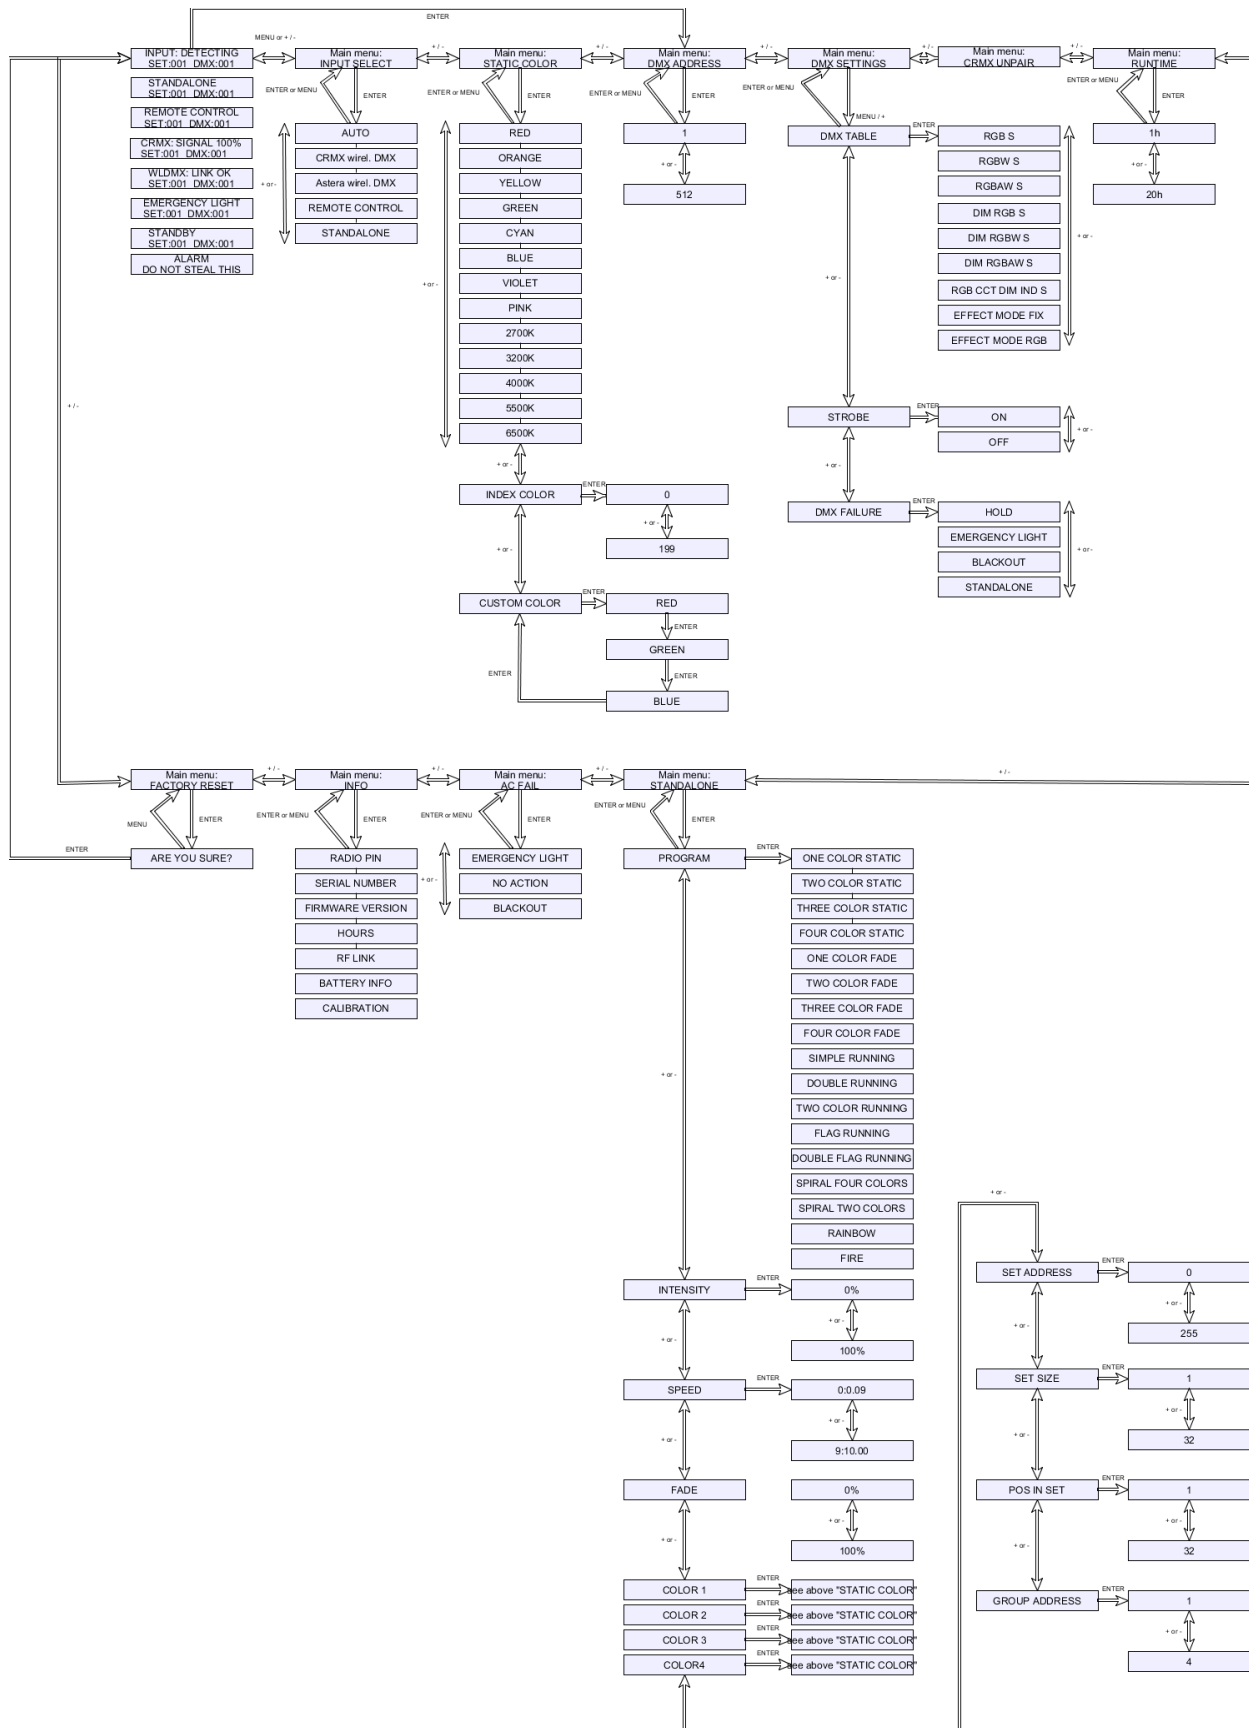 ENTER
INPUT: DETECTING
SET:001 DMX:001
MENU or + / -
Main menu:
INPUT SELECT
+ / -
Main menu:
STATIC COLOR
+ / -
Main menu:
DMX ADDRESS
+ / -
Main menu:
DMX SETTINGS
+ / -
Main menu:
CRMX UNPAIR
+ / -
Main menu:
RUNTIME
STANDALONE
SET:001 DMX:001
REMOTE CONTROL
SET:001 DMX:001
CRMX: SIGNAL 100%
SET:001 DMX:001
WLDMX: LINK OK
SET:001 DMX:001
EMERGENCY LIGHT
SET:001 DMX:001
STANDBY
SET:001 DMX:001
ALARM
DO NOT STEAL THIS
ENTER or MENU
ENTER
AUTO
CRMX wirel. DMX
Astera wirel. DMX
REMOTE CONTROL
STANDALONE
+ or -
ENTER or MENU
ENTER
RED
ORANGE
YELLOW
GREEN
CYAN
BLUE
VIOLET
PINK
2700K
3200K
4000K
5500K
6500K
+ or -
+ or -
INDEX COLOR
ENTER
0
+ or -
199
+ or -
CUSTOM COLOR
ENTER
RED
ENTER
GREEN
ENTER
BLUE
ENTER
ENTER or MENU
ENTER
1
+ or -
512
ENTER or MENU
MENU / +
DMX TABLE
ENTER
RGB S
RGBW S
RGBAW S
DIM RGB S
DIM RGBW S
DIM RGBAW S
RGB CCT DIM IND S
EFFECT MODE FIX
EFFECT MODE RGB
+ or -
+ or -
STROBE
ENTER
ON
OFF
+ or -
+ or -
DMX FAILURE
ENTER
HOLD
EMERGENCY LIGHT
BLACKOUT
STANDALONE
+ or -
ENTER or MENU
ENTER
1h
+ or -
20h
+ / -
Main menu:
FACTORY RESET
+ / -
Main menu:
INFO
+ / -
Main menu:
AC FAIL
+ / -
Main menu:
STANDALONE
+ / -
MENU
ENTER
ENTER
ARE YOU SURE?
ENTER or MENU
ENTER
RADIO PIN
SERIAL NUMBER
FIRMWARE VERSION
HOURS
RF LINK
BATTERY INFO
CALIBRATION
ENTER or MENU
ENTER
+ or -
EMERGENCY LIGHT
NO ACTION
BLACKOUT
ENTER or MENU
ENTER
PROGRAM
ENTER
ONE COLOR STATIC
TWO COLOR STATIC
THREE COLOR STATIC
FOUR COLOR STATIC
ONE COLOR FADE
TWO COLOR FADE
THREE COLOR FADE
FOUR COLOR FADE
SIMPLE RUNNING
DOUBLE RUNNING
TWO COLOR RUNNING
FLAG RUNNING
DOUBLE FLAG RUNNING
SPIRAL FOUR COLORS
SPIRAL TWO COLORS
RAINBOW
FIRE
+ or -
INTENSITY
ENTER
0%
+ or -
100%
+ or -
SPEED
ENTER
0:0.09
+ or -
9:10.00
+ or -
FADE
0%
+ or -
100%
+ or -
COLOR 1
ENTER
see above "STATIC COLOR"
COLOR 2
ENTER
see above "STATIC COLOR"
COLOR 3
ENTER
see above "STATIC COLOR"
COLOR4
ENTER
see above "STATIC COLOR"
+ or -
SET ADDRESS
ENTER
0
+ or -
255
+ or -
SET SIZE
ENTER
1
+ or -
32
+ or -
POS IN SET
ENTER
1
+ or -
32
+ or -
GROUP ADDRESS
ENTER
1
+ or -
4